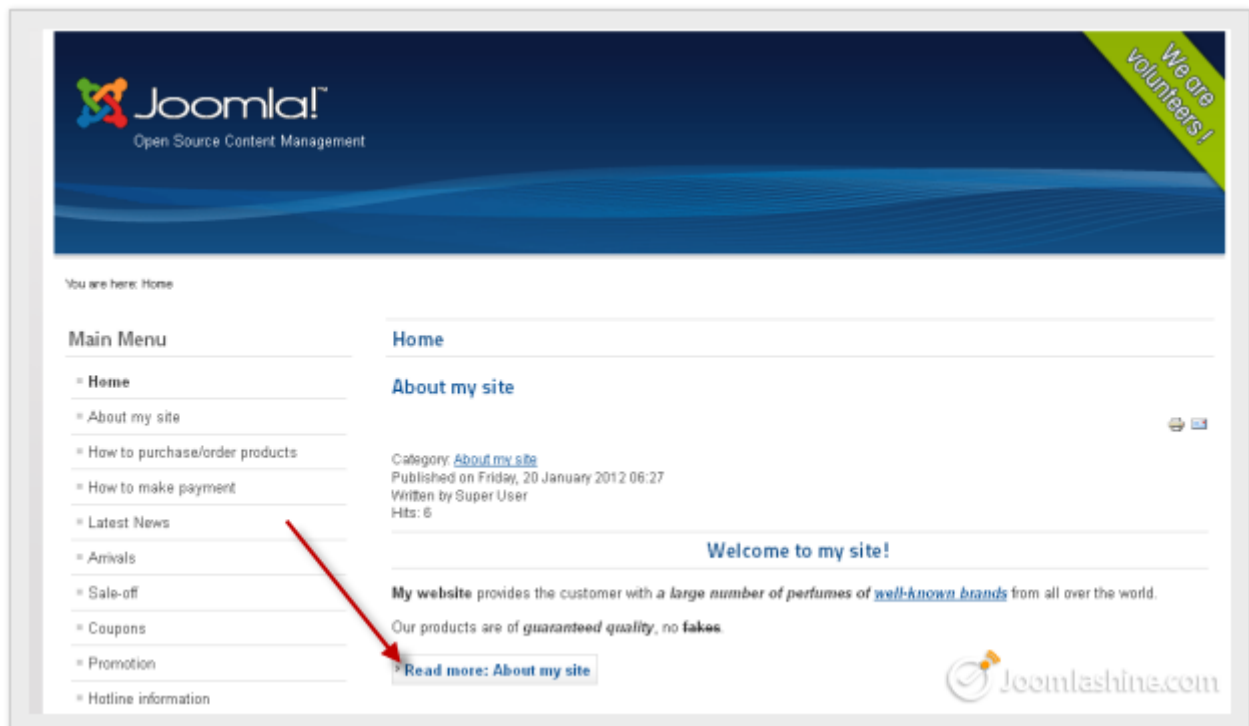 Joomla!™
Open Source Content Management
We are
volunteers!
You are here: Home
Main Menu
Home
About my site
How to purchase/order products
How to make payment
Latest News
Arrivals
Sale-off
Coupons
Promotion
Hotline information
Home
About my site
Category: About my site
Published on Friday, 20 January 2012 06:27
Written by Super User
Hits: 6
Welcome to my site!
My website provides the customer with a large number of perfumes of well-known brands from all over the world.
Our products are of guaranteed quality, no fakes.
Read more: About my site
Joomlashine.com